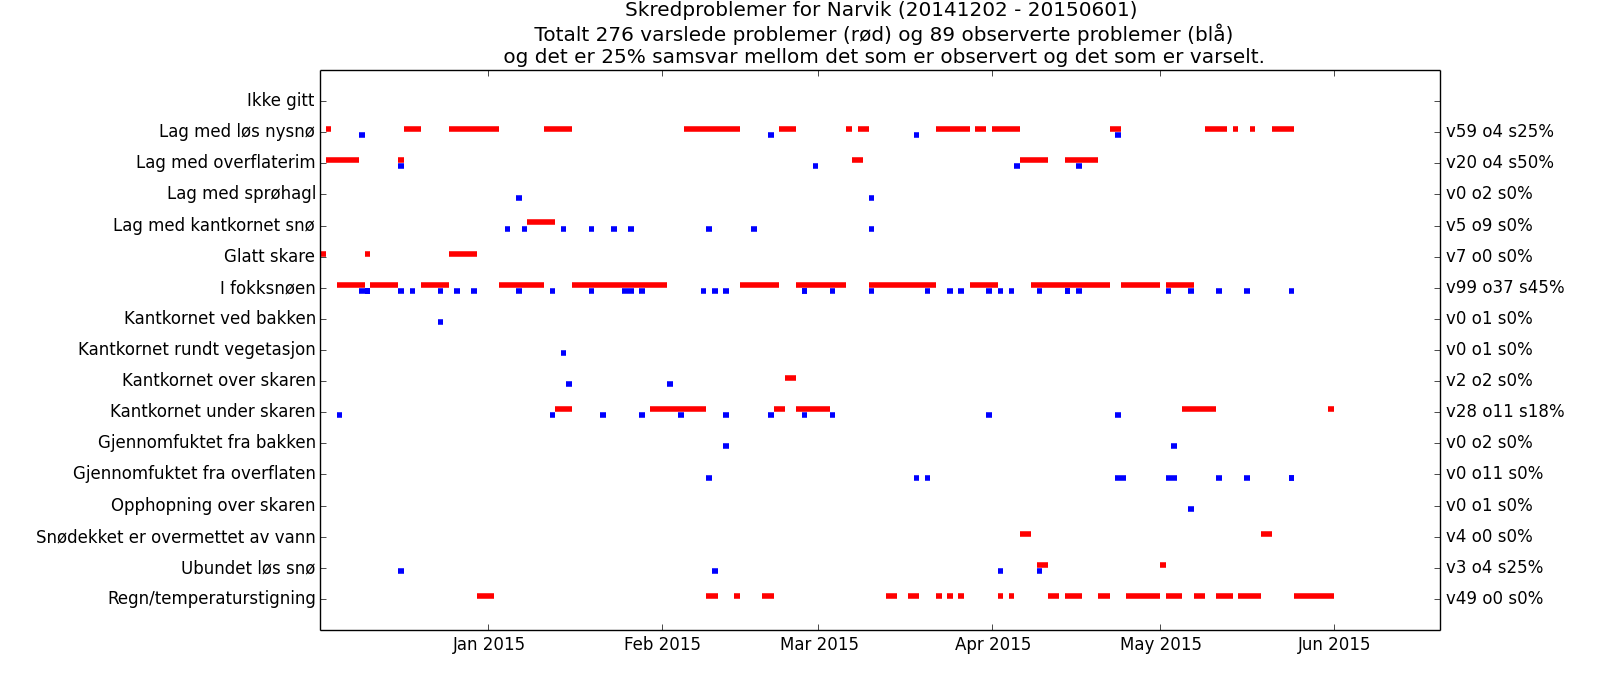 Skredproblemer for Narvik (20141202 - 20150601)
Totalt 276 varslede problemer (rød) og 89 observerte problemer (blå)
og det er 25% samsvar mellom det som er observert og det som er varselt.
Ikke gitt
Lag med løs nysnø v59 o4 s25%
Lag med overflaterim v20 o4 s50%
Lag med sprøhagl v0 o2 s0%
Lag med kantkornet snø v5 o9 s0%
Glatt skare v7 o0 s0%
I fokksnøen v99 o37 s45%
Kantkornet ved bakken v0 o1 s0%
Kantkornet rundt vegetasjon v0 o1 s0%
Kantkornet over skaren v2 o2 s0%
Kantkornet under skaren v28 o11 s18%
Gjennomfuktet fra bakken v0 o2 s0%
Gjennomfuktet fra overflaten v0 o11 s0%
Opphopning over skaren v0 o1 s0%
Snødekket er overmettet av vann v4 o0 s0%
Ubundet løs snø v3 o4 s25%
Regn/temperaturstigning v49 o0 s0%
Jan 2015 Feb 2015 Mar 2015 Apr 2015 May 2015 Jun 2015